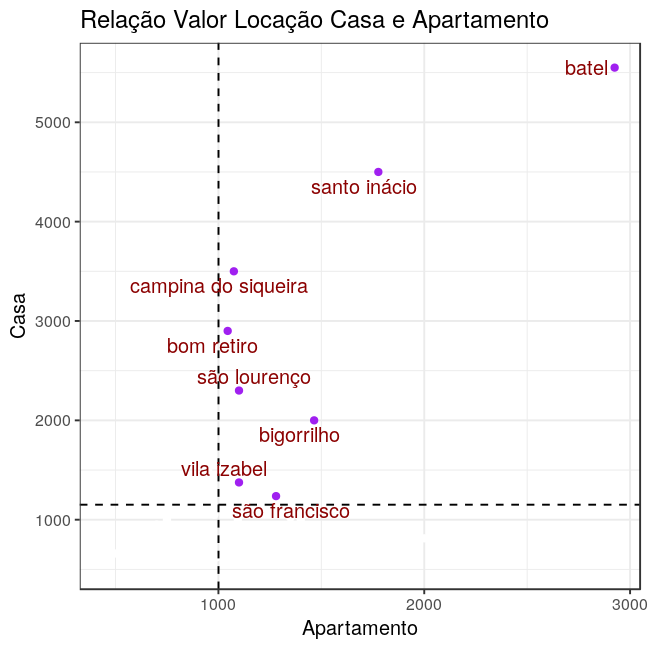 Relação Valor Locação Casa e Apartamento
batel
5000
santo inácio
4000
campina do siqueira
Casa
3000
bom retiro
são lourenço
2000
bigorrilho
vila izabel
são francisco
1000
1000
2000
3000
Apartamento